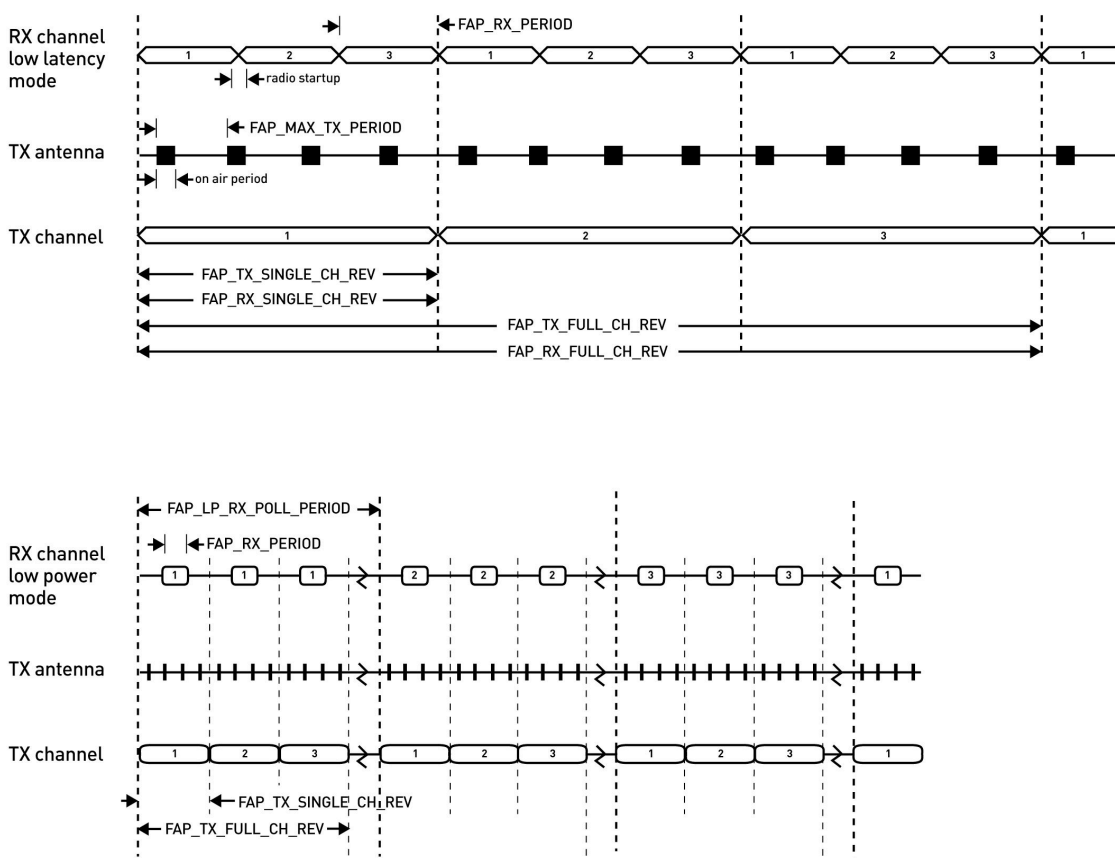 FAP_RX_PERIOD
RX channel
low latency
mode
1 2 3 1 2 3 1 2 3 1
radio startup
FAP_MAX_TX_PERIOD
TX antenna
on air period
TX channel
1 2 3 1
FAP_TX_SINGLE_CH_REV
FAP_RX_SINGLE_CH_REV
FAP_TX_FULL_CH_REV
FAP_RX_FULL_CH_REV
FAP_LP_RX_POLL_PERIOD
FAP_RX_PERIOD
RX channel
low power
mode
1 1 1 2 2 2 3 3 3 1
TX antenna
TX channel
1 2 3 1 2 3 1 2 3 1
FAP_TX_SINGLE_CH_REV
FAP_TX_FULL_CH_REV